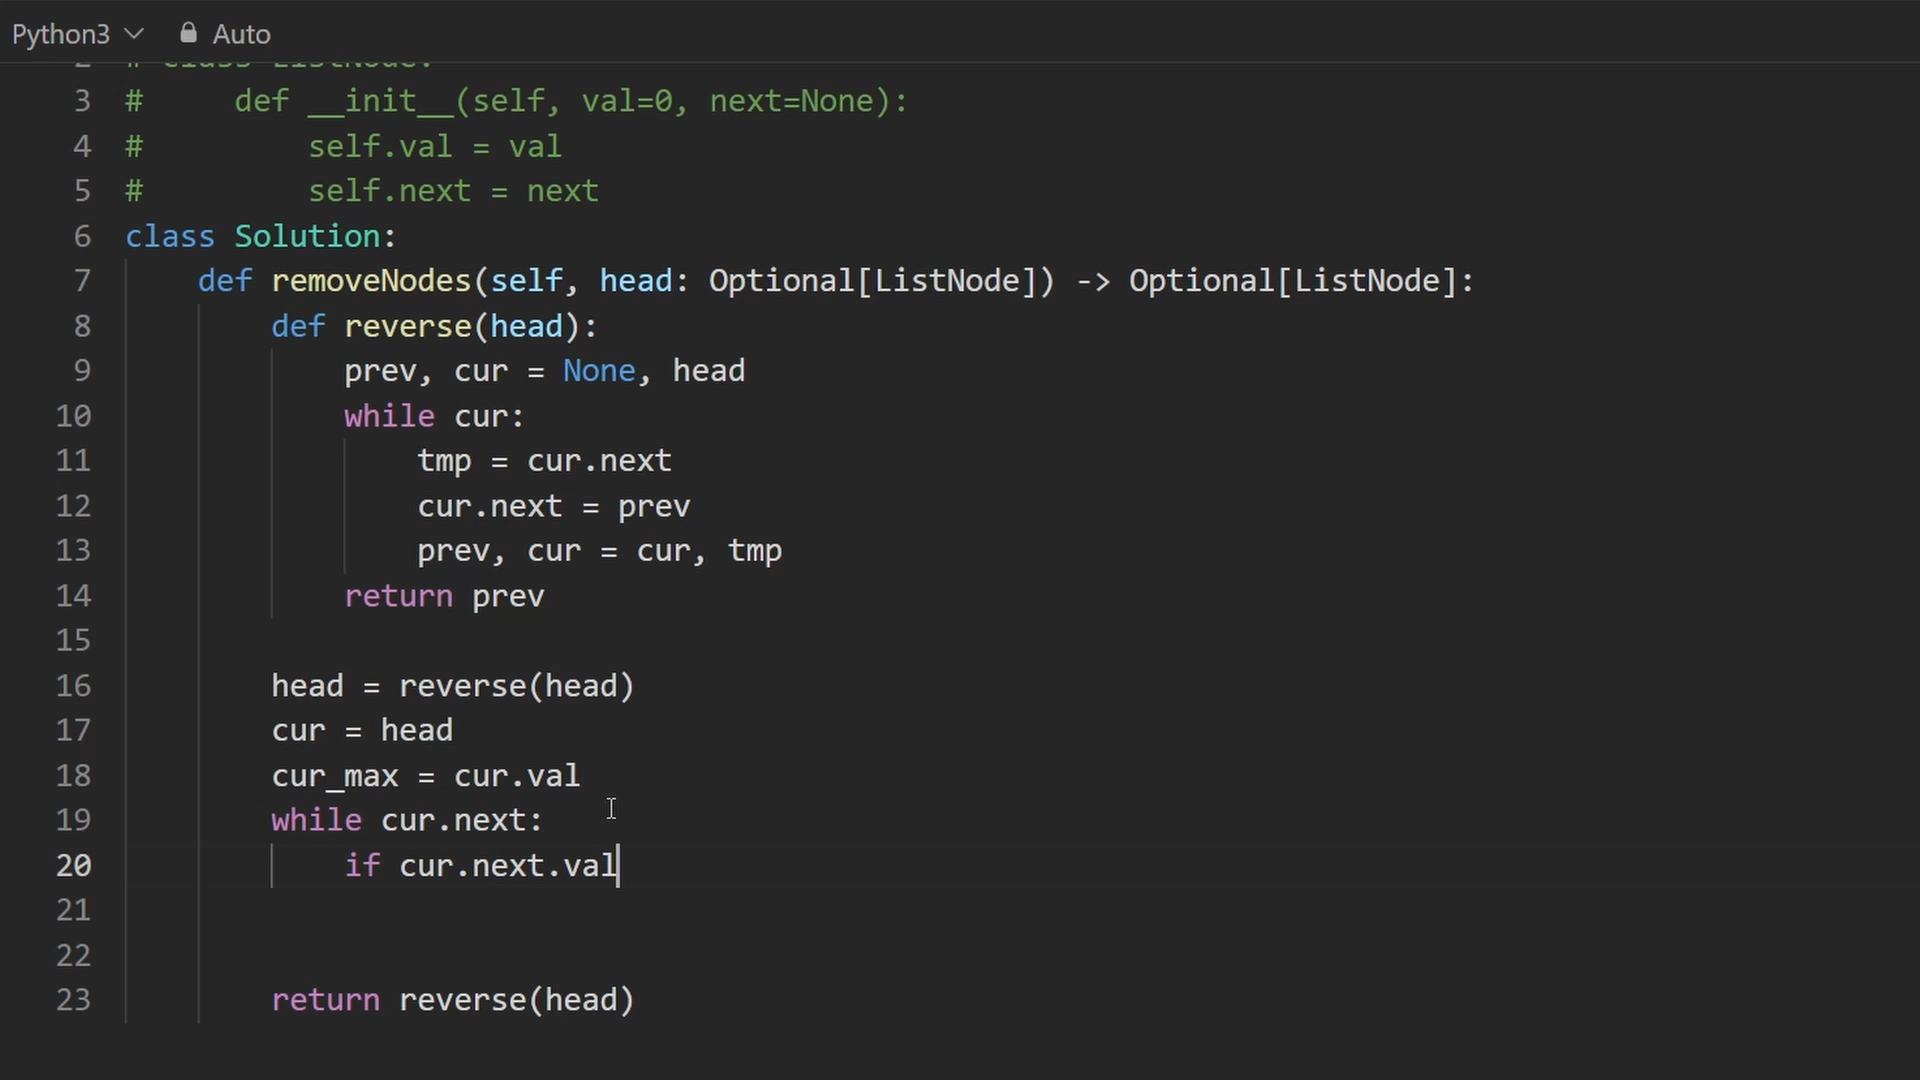 Python3 Auto
2 # class ListNode:
3 #     def __init__(self, val=0, next=None):
4 #         self.val = val
5 #         self.next = next
6 class Solution:
7     def removeNodes(self, head: Optional[ListNode]) -> Optional[ListNode]:
8         def reverse(head):
9             prev, cur = None, head
10             while cur:
11                 tmp = cur.next
12                 cur.next = prev
13                 prev, cur = cur, tmp
14             return prev
15
16         head = reverse(head)
17         cur = head
18         cur_max = cur.val
19         while cur.next:
20             if cur.next.val
21
22
23         return reverse(head)